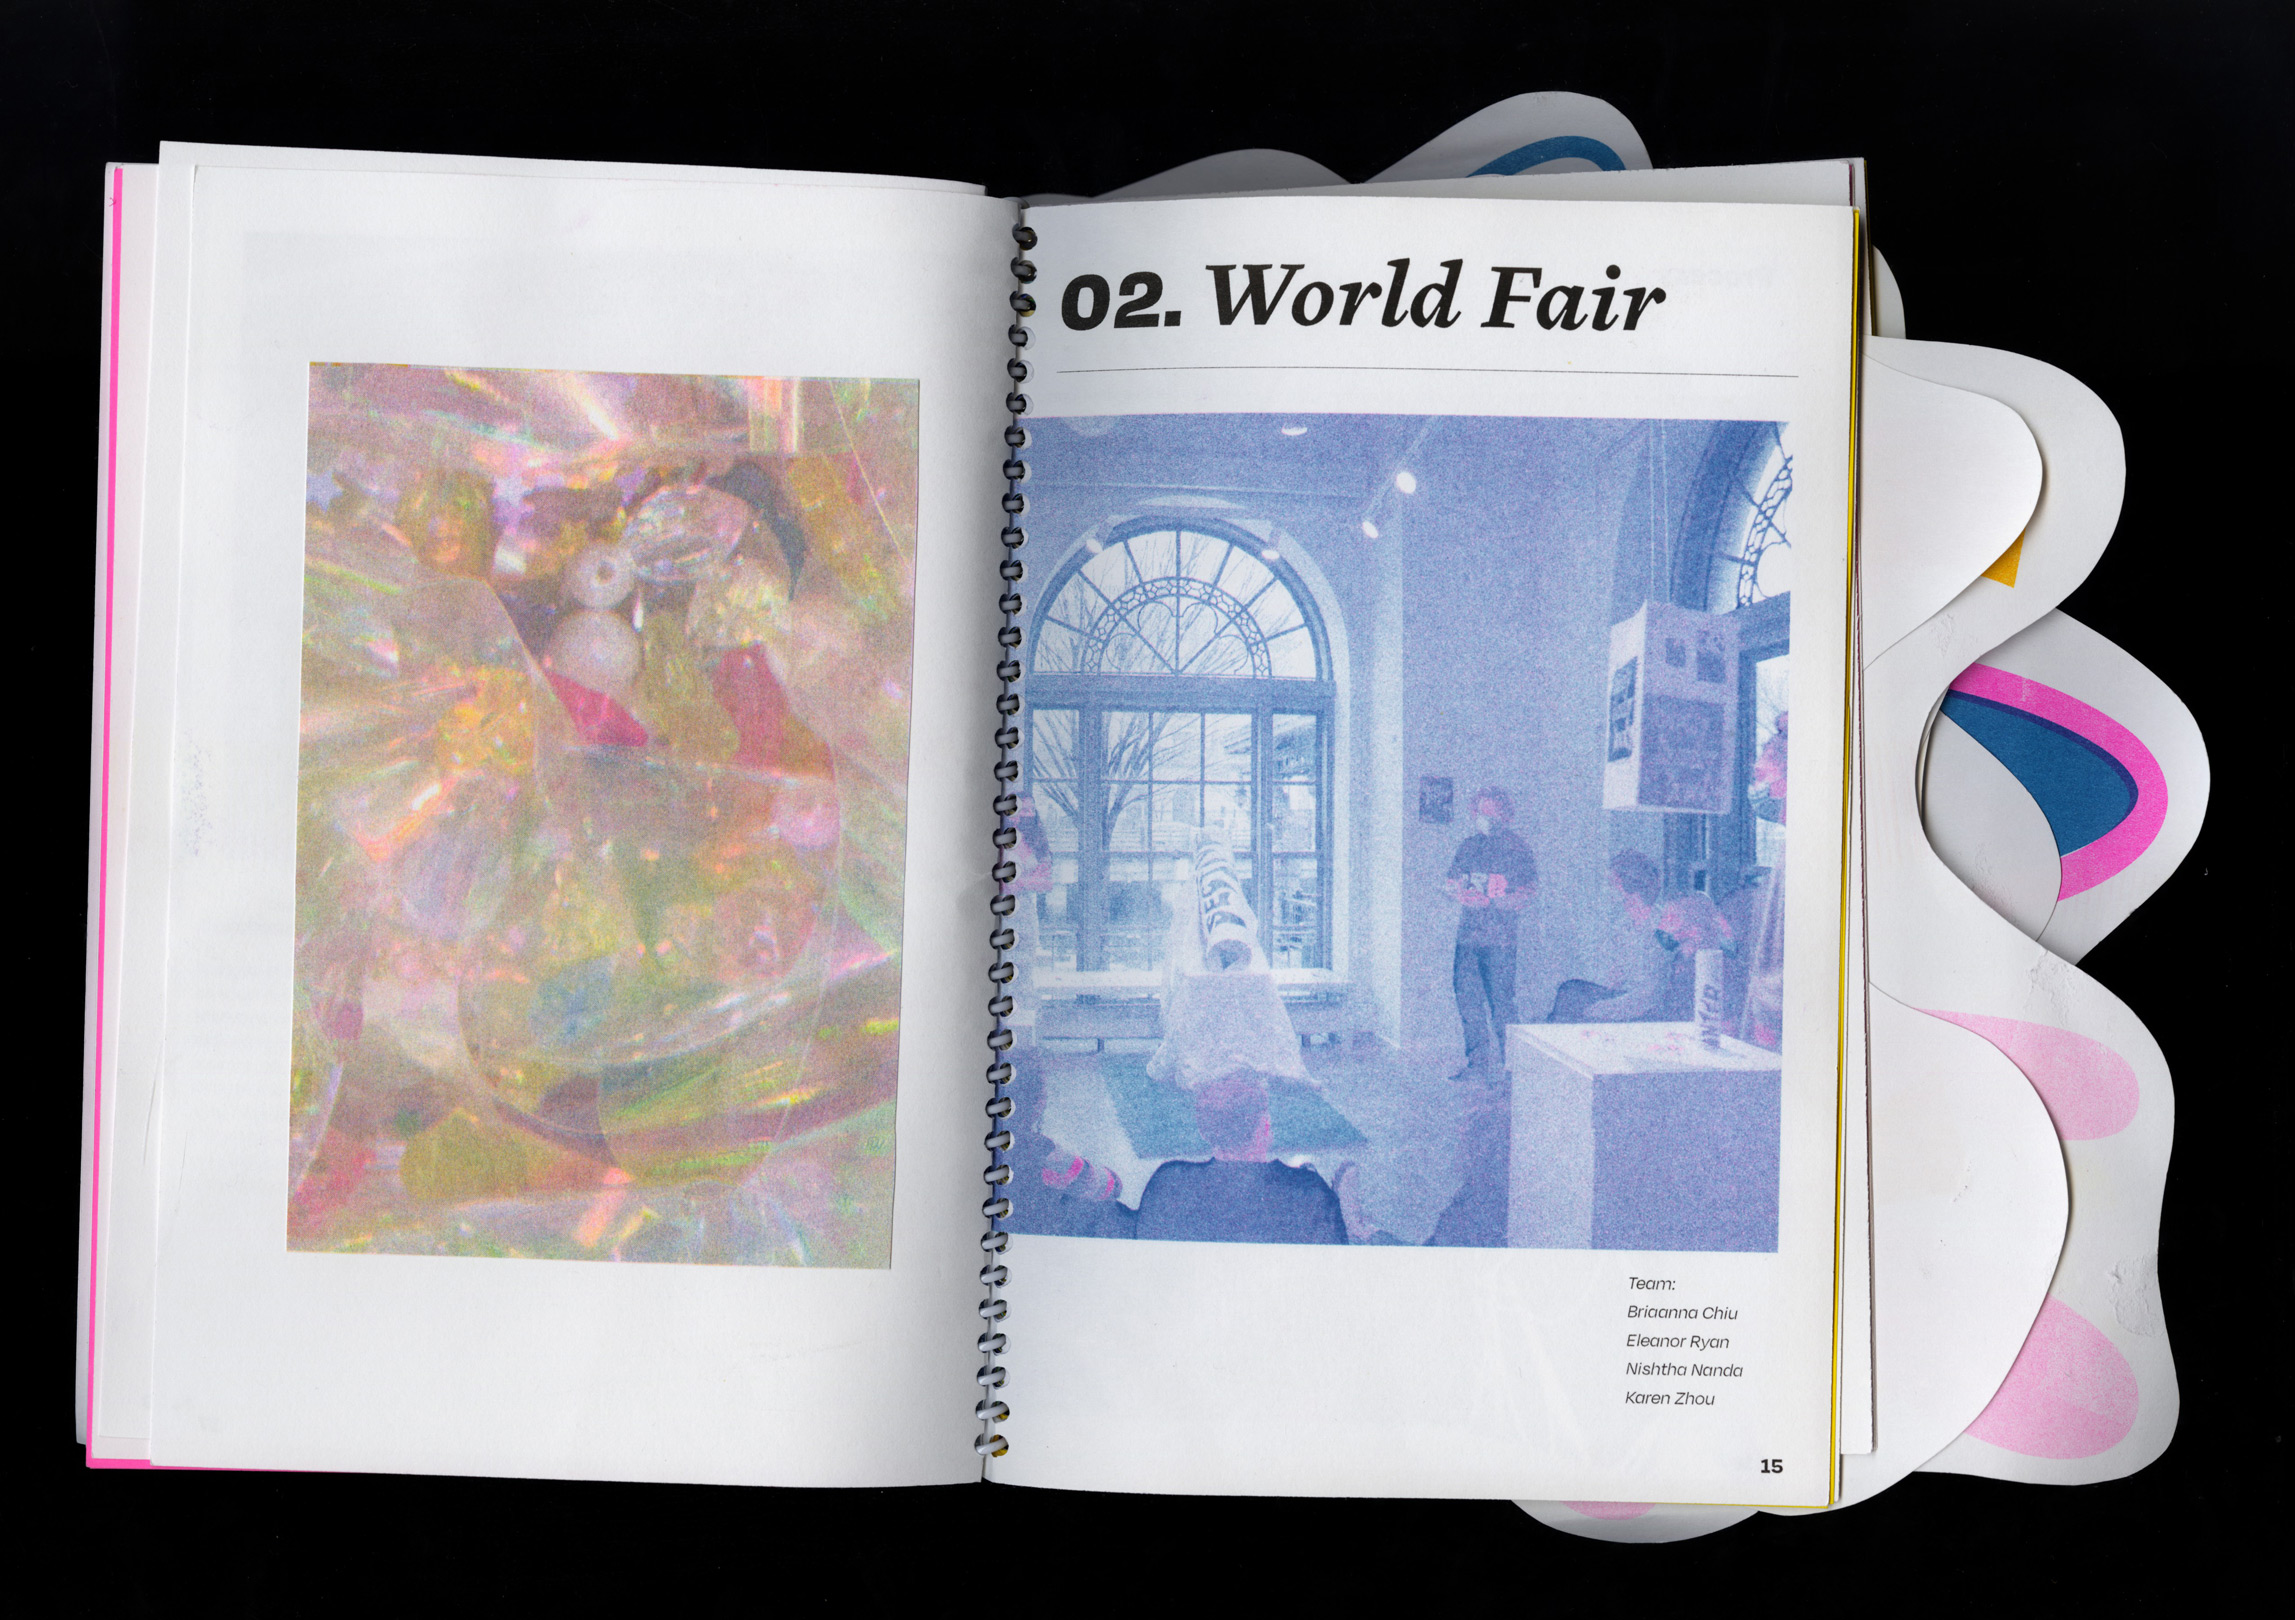 02. World Fair
Team:
Briaanna Chiu
Eleanor Ryan
Nishtha Nanda
Karen Zhou
15